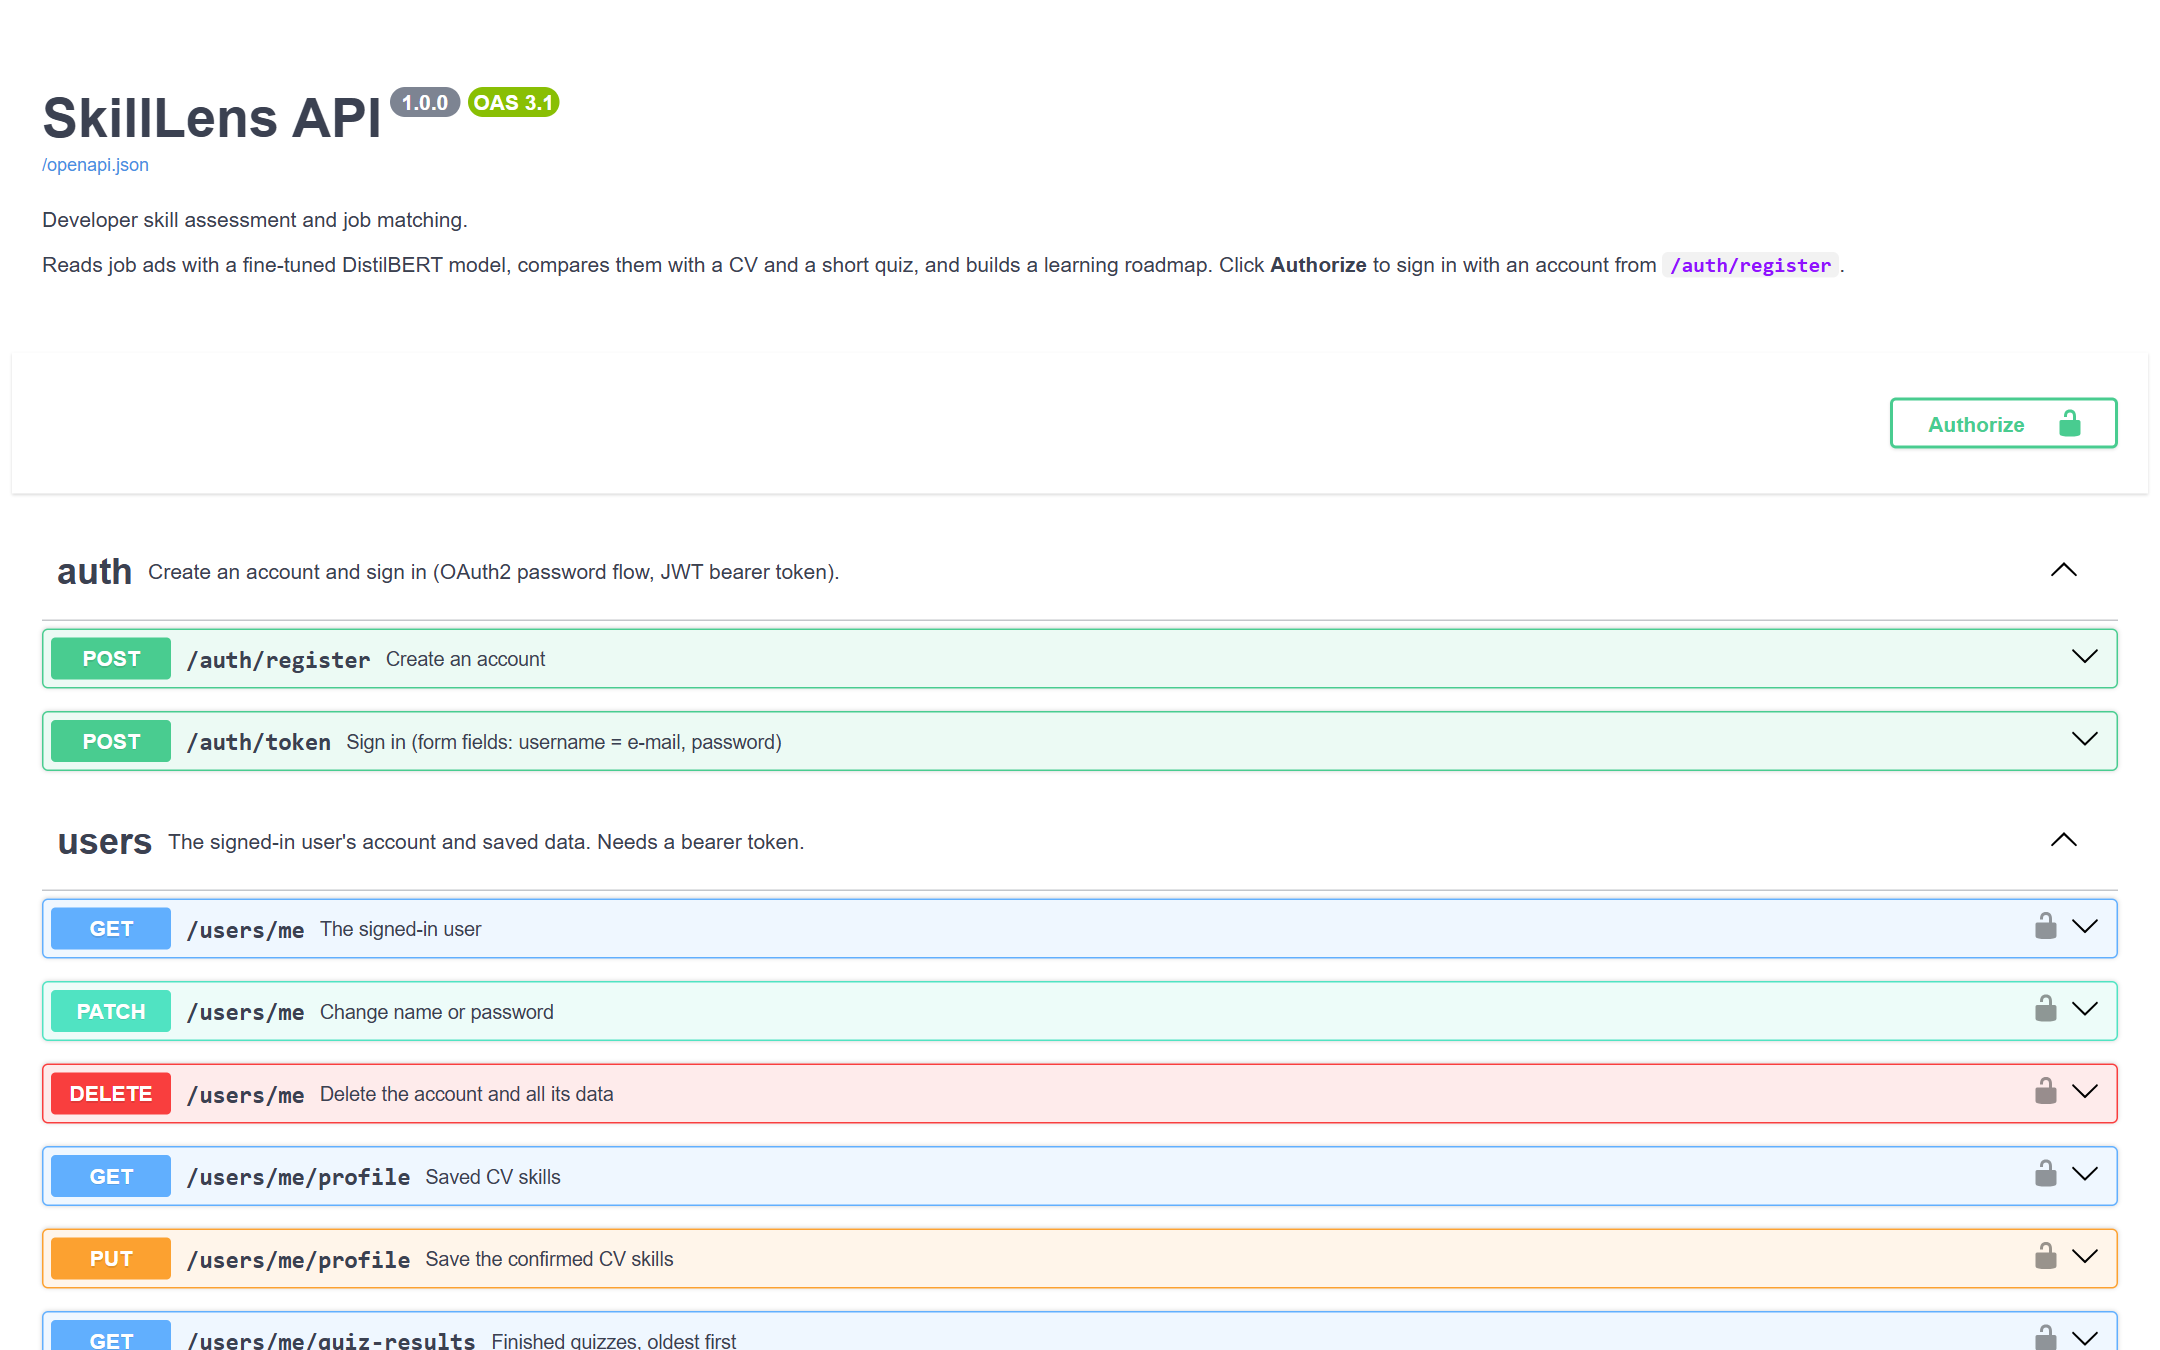 SkillLens API 1.0.0 OAS 3.1
/openapi.json
Developer skill assessment and job matching.
Reads job ads with a fine-tuned DistilBERT model, compares them with a CV and a short quiz, and builds a learning roadmap. Click Authorize to sign in with an account from /auth/register.
Authorize
auth Create an account and sign in (OAuth2 password flow, JWT bearer token).
POST /auth/register Create an account
POST /auth/token Sign in (form fields: username = e-mail, password)
users The signed-in user's account and saved data. Needs a bearer token.
GET /users/me The signed-in user
PATCH /users/me Change name or password
DELETE /users/me Delete the account and all its data
GET /users/me/profile Saved CV skills
PUT /users/me/profile Save the confirmed CV skills
GET /users/me/quiz-results Finished quizzes, oldest first